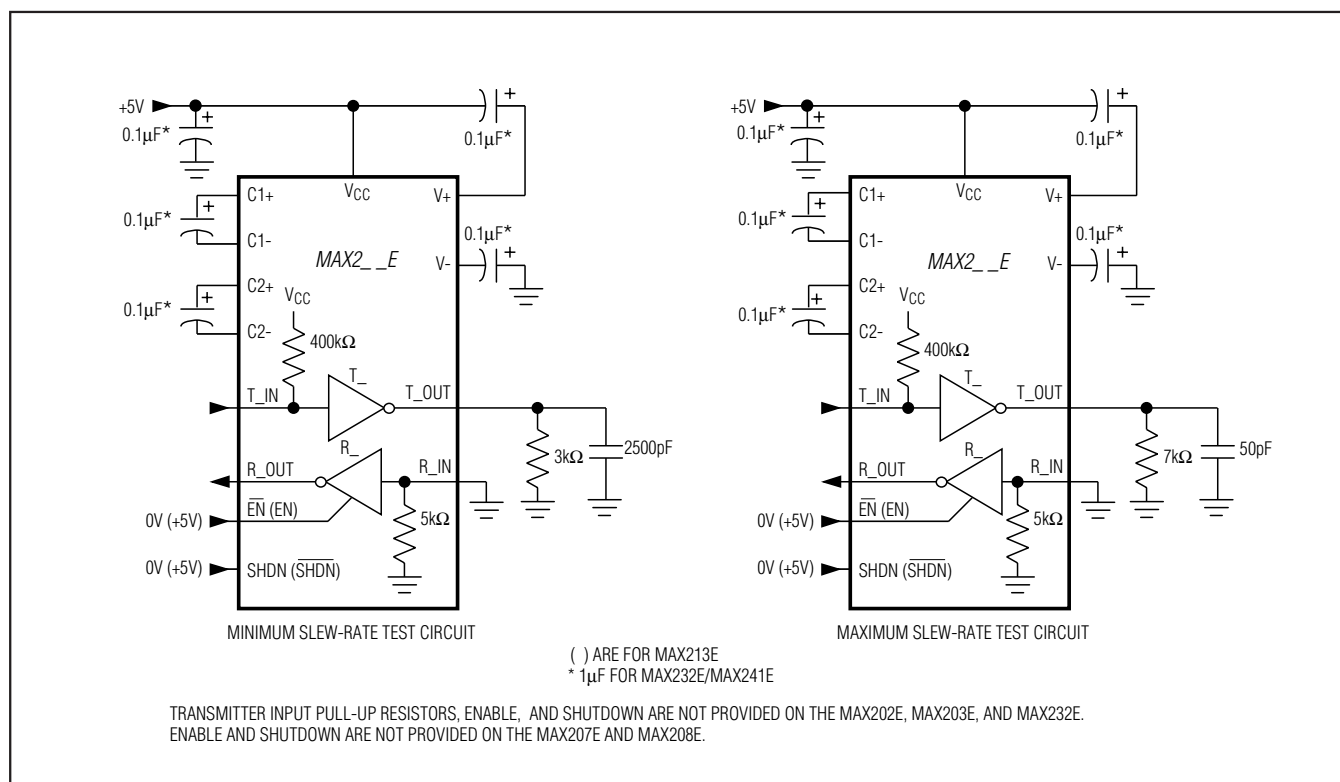 +5V
0.1µF*
0.1µF*
VCC
V+
C1+
0.1µF*
C1-
0.1µF*
MAX2_ _E
V-
C2+
VCC
0.1µF*
C2-
400kΩ
T_IN
T_
T_OUT
3kΩ
2500pF
R_OUT
R_
R_IN
0V (+5V)
EN (EN)
5kΩ
0V (+5V)
SHDN (SHDN)
MINIMUM SLEW-RATE TEST CIRCUIT
+5V
0.1µF*
0.1µF*
VCC
V+
C1+
0.1µF*
C1-
0.1µF*
MAX2_ _E
V-
C2+
VCC
0.1µF*
C2-
400kΩ
T_IN
T_
T_OUT
7kΩ
50pF
R_OUT
R_
R_IN
0V (+5V)
EN (EN)
5kΩ
0V (+5V)
SHDN (SHDN)
MAXIMUM SLEW-RATE TEST CIRCUIT
( ) ARE FOR MAX213E
* 1µF FOR MAX232E/MAX241E
TRANSMITTER INPUT PULL-UP RESISTORS, ENABLE, AND SHUTDOWN ARE NOT PROVIDED ON THE MAX202E, MAX203E, AND MAX232E.
ENABLE AND SHUTDOWN ARE NOT PROVIDED ON THE MAX207E AND MAX208E.